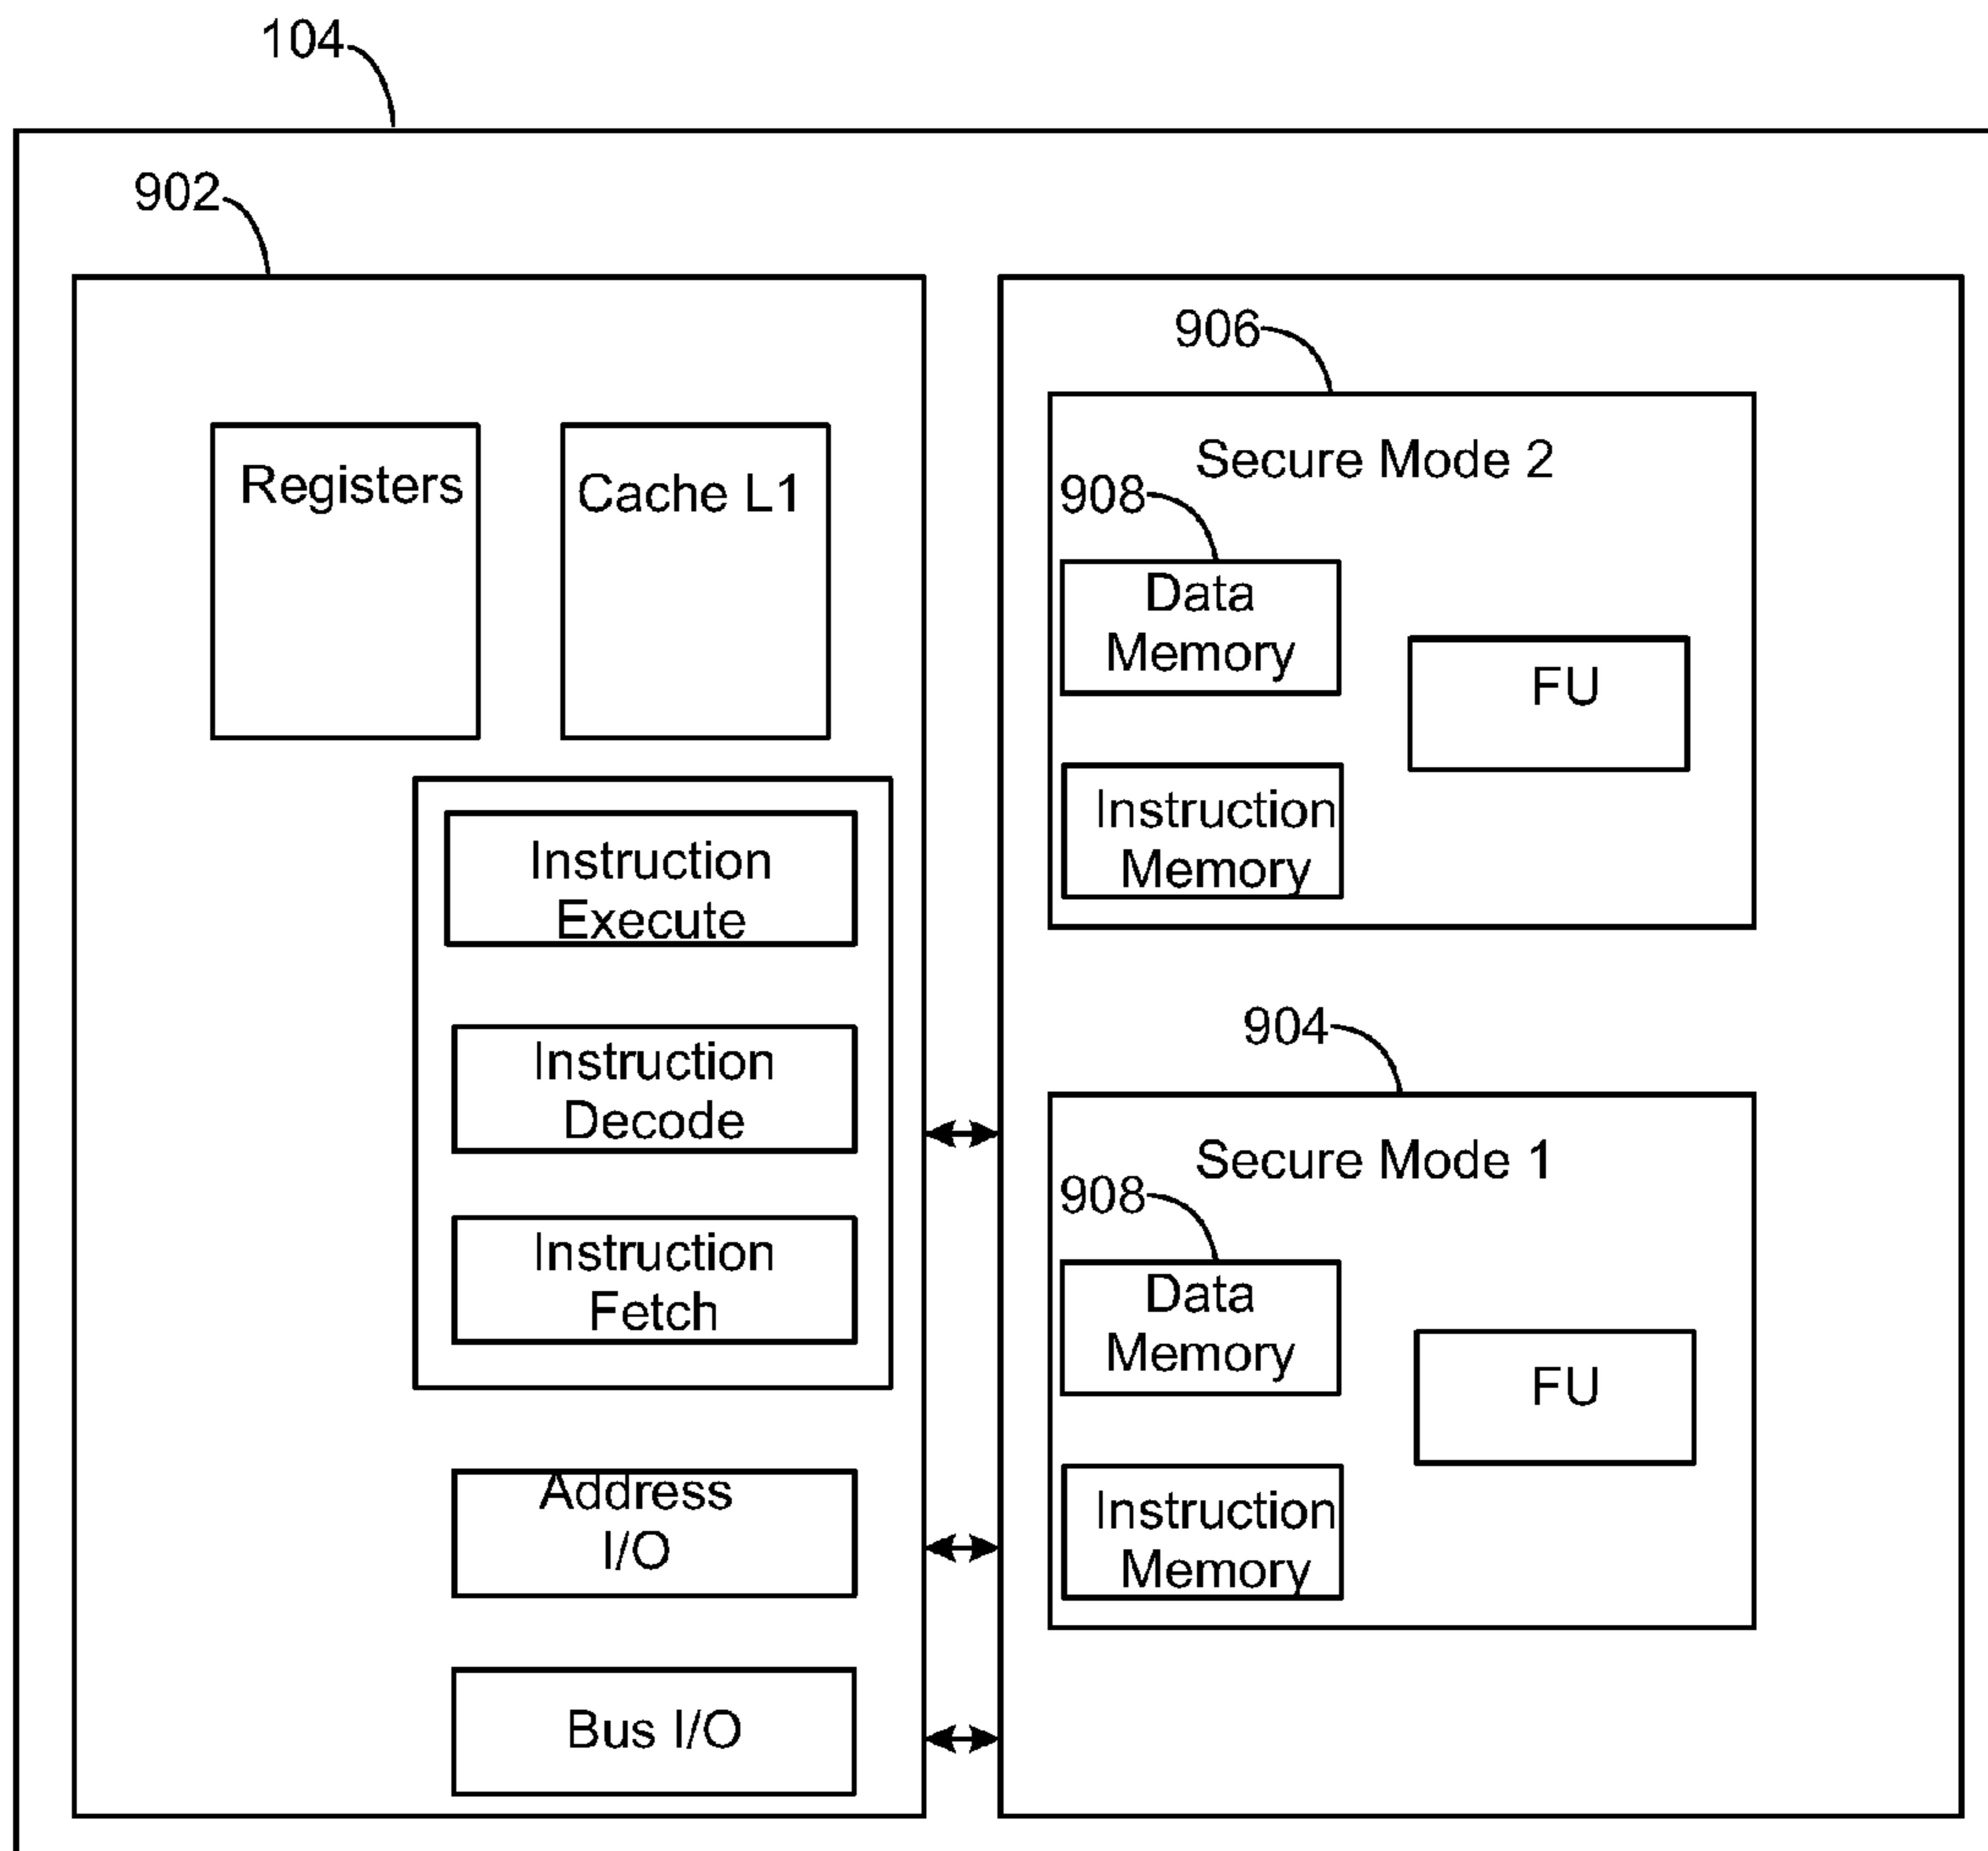 104
902
Registers
Cache L1
Instruction
Execute
Instruction
Decode
Instruction
Fetch
Address
I/O
Bus I/O
906
Secure Mode 2
908
Data
Memory
FU
Instruction
Memory
904
Secure Mode 1
908
Data
Memory
FU
Instruction
Memory